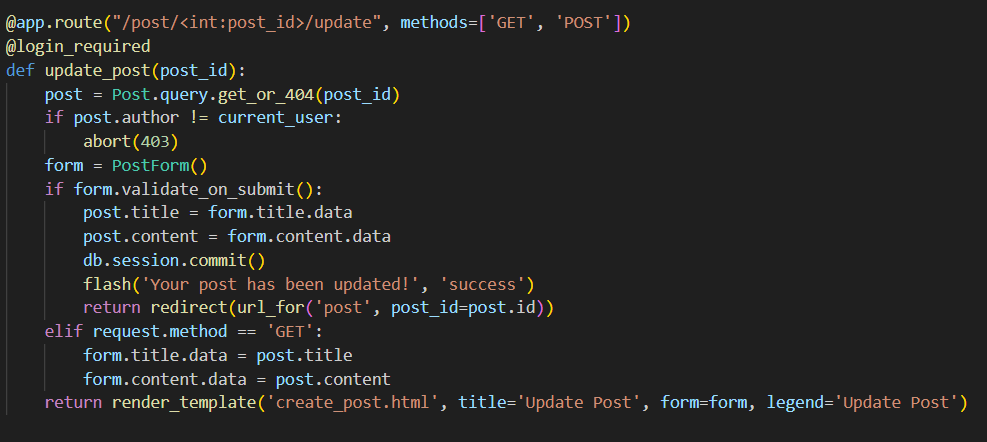 @app.route("/post/<int:post_id>/update", methods=['GET', 'POST'])
@login_required
def update_post(post_id):
    post = Post.query.get_or_404(post_id)
    if post.author != current_user:
        abort(403)
    form = PostForm()
    if form.validate_on_submit():
        post.title = form.title.data
        post.content = form.content.data
        db.session.commit()
        flash('Your post has been updated!', 'success')
        return redirect(url_for('post', post_id=post.id))
    elif request.method == 'GET':
        form.title.data = post.title
        form.content.data = post.content
    return render_template('create_post.html', title='Update Post', form=form, legend='Update Post')